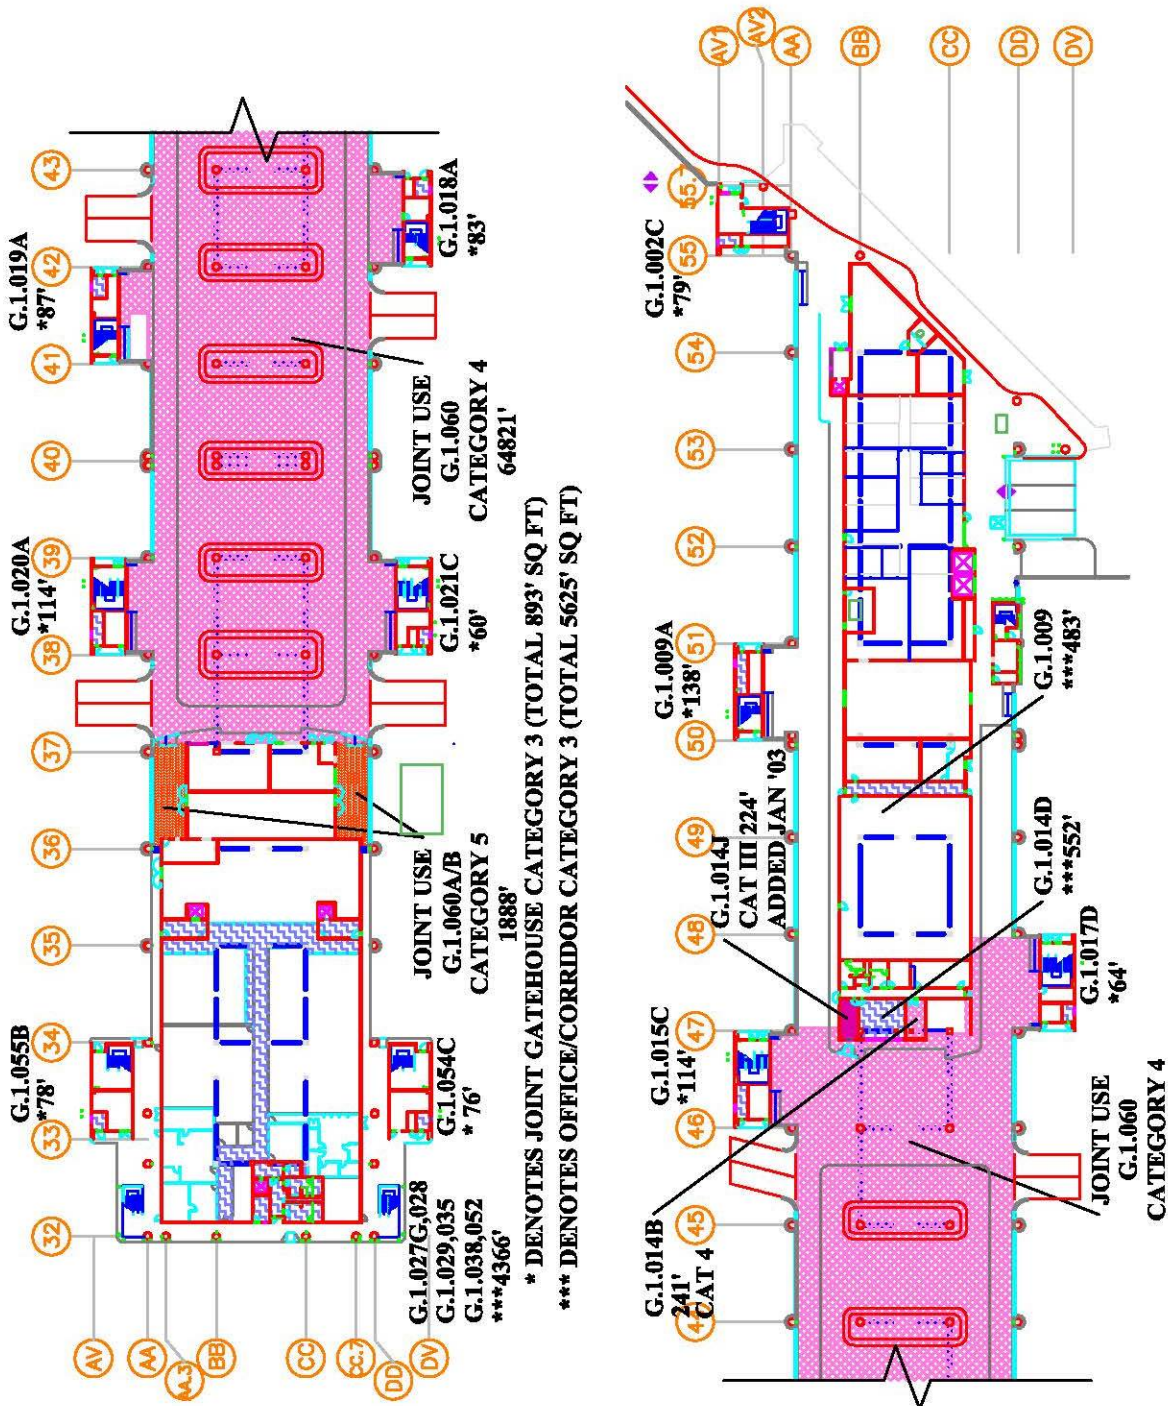 43
42
41
40
39
38
37
36
35
34
33
32
G.1.019A
*87'
G.1.018A
*83'
JOINT USE
G.1.060
CATEGORY 4
64821'
G.1.020A
*114'
G.1.021C
*60'
JOINT USE
G.1.060A/B
CATEGORY 5
1888'
G.1.055B
*78'
G.1.054C
* 76'
G.1.027G,028
G.1.029,035
G.1.038,052
***4366'
AV
AA
AA.3
BB
CC
CC.7
DD
DV
* DENOTES JOINT GATEHOUSE CATEGORY 3 (TOTAL 893' SQ FT)
*** DENOTES OFFICE/CORRIDOR CATEGORY 3 (TOTAL 5625' SQ FT)
AV1
AV2
AA
BB
CC
DD
DV
55.7
55
54
53
52
51
50
49
48
47
46
45
G.1.002C
*79'
G.1.009A
*138'
G.1.009
***483'
G.1.014J
CAT III 224'
ADDED JAN '03
G.1.014D
***552'
G.1.017D
*64'
G.1.015C
*114'
G.1.014B
241'
CAT 4
JOINT USE
G.1.060
CATEGORY 4